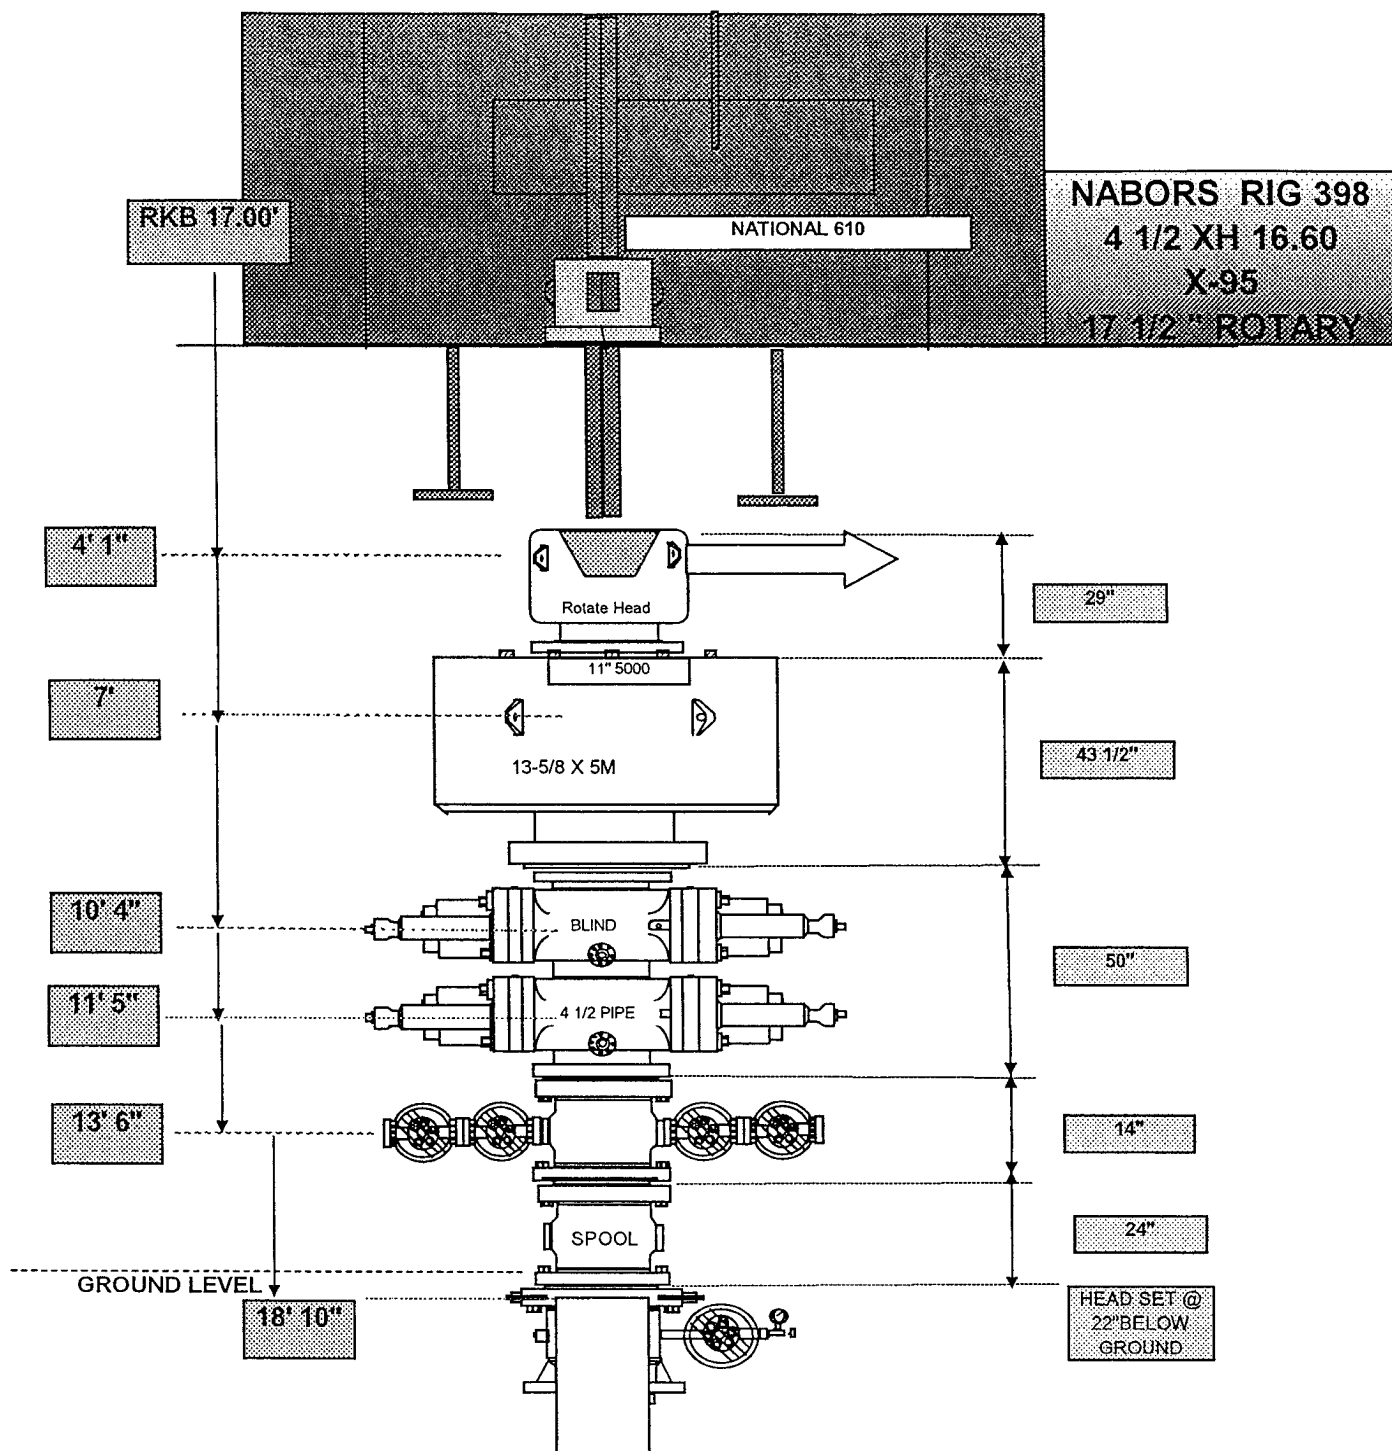 NABORS RIG 398
4 1/2 XH 16.60
X-95
17 1/2 " ROTARY
RKB 17.00'
NATIONAL 610
4' 1"
29"
Rotate Head
11" 5000
7'
43 1/2"
13-5/8 X 5M
10' 4"
BLIND
50"
11' 5"
4 1/2 PIPE
13' 6"
14"
24"
SPOOL
GROUND LEVEL
18' 10"
HEAD SET @
22"BELOW
GROUND